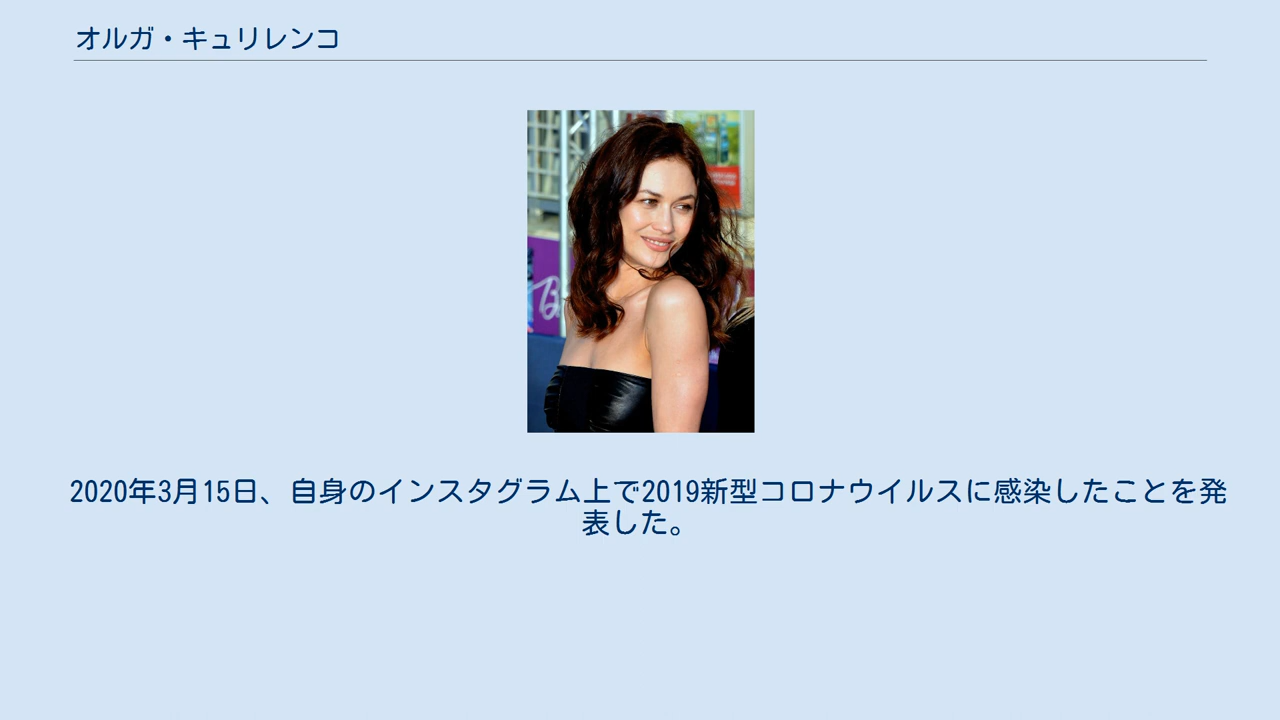 オルガ・キュリレンコ
2020年3月15日、自身のインスタグラム上で2019新型コロナウイルスに感染したことを発
表した。